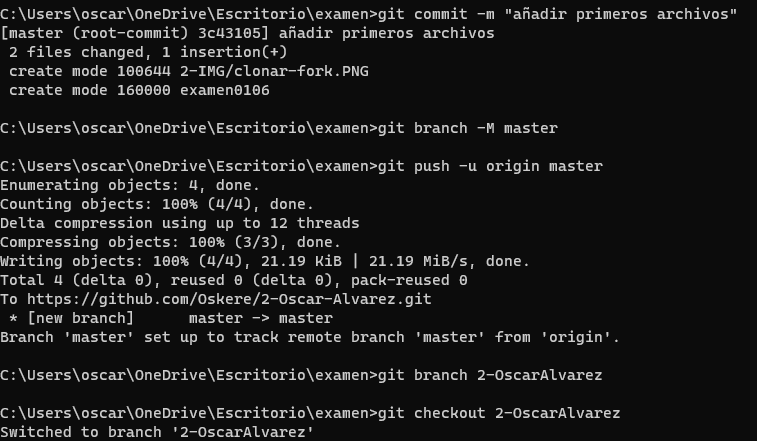 C:\Users\oscar\OneDrive\Escritorio\examen>git commit -m "añadir primeros archivos"
[master (root-commit) 3c43105] añadir primeros archivos
 2 files changed, 1 insertion(+)
 create mode 100644 2-IMG/clonar-fork.PNG
 create mode 160000 examen0106
C:\Users\oscar\OneDrive\Escritorio\examen>git branch -M master
C:\Users\oscar\OneDrive\Escritorio\examen>git push -u origin master
Enumerating objects: 4, done.
Counting objects: 100% (4/4), done.
Delta compression using up to 12 threads
Compressing objects: 100% (3/3), done.
Writing objects: 100% (4/4), 21.19 KiB | 21.19 MiB/s, done.
Total 4 (delta 0), reused 0 (delta 0), pack-reused 0
To https://github.com/Oskere/2-Oscar-Alvarez.git
 * [new branch]      master -> master
Branch 'master' set up to track remote branch 'master' from 'origin'.
C:\Users\oscar\OneDrive\Escritorio\examen>git branch 2-OscarAlvarez
C:\Users\oscar\OneDrive\Escritorio\examen>git checkout 2-OscarAlvarez
Switched to branch '2-OscarAlvarez'